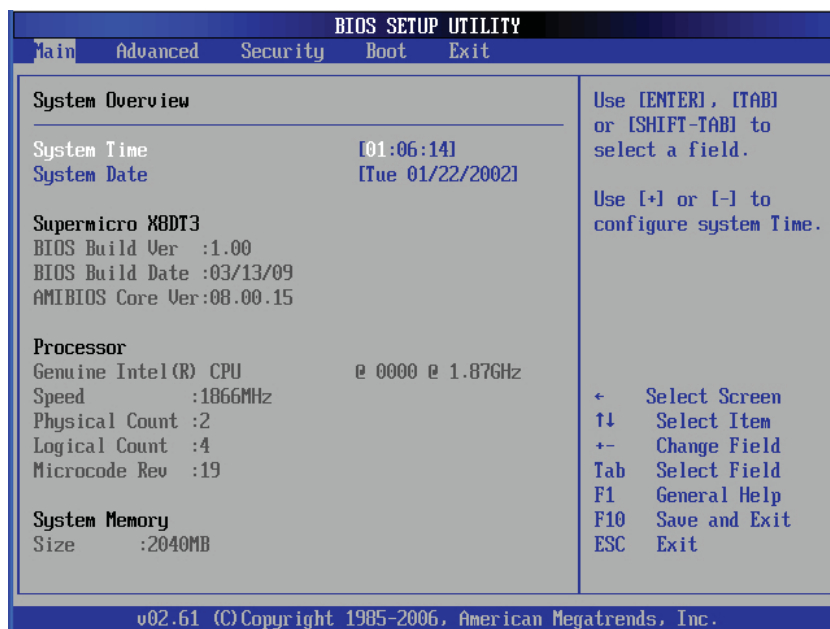 BIOS SETUP UTILITY
Main Advanced Security Boot Exit
System Overview
System Time [01:06:14]
System Date [Tue 01/22/2002]
Supermicro X8DT3
BIOS Build Ver :1.00
BIOS Build Date :03/13/09
AMIBIOS Core Ver:08.00.15
Processor
Genuine Intel(R) CPU @ 0000 @ 1.87GHz
Speed :1866MHz
Physical Count :2
Logical Count :4
Microcode Rev :19
System Memory
Size :2040MB
Use [ENTER], [TAB]
or [SHIFT-TAB] to
select a field.
Use [+] or [-] to
configure system Time.
← Select Screen
↑↓ Select Item
+- Change Field
Tab Select Field
F1 General Help
F10 Save and Exit
ESC Exit
v02.61 (C)Copyright 1985-2006, American Megatrends, Inc.